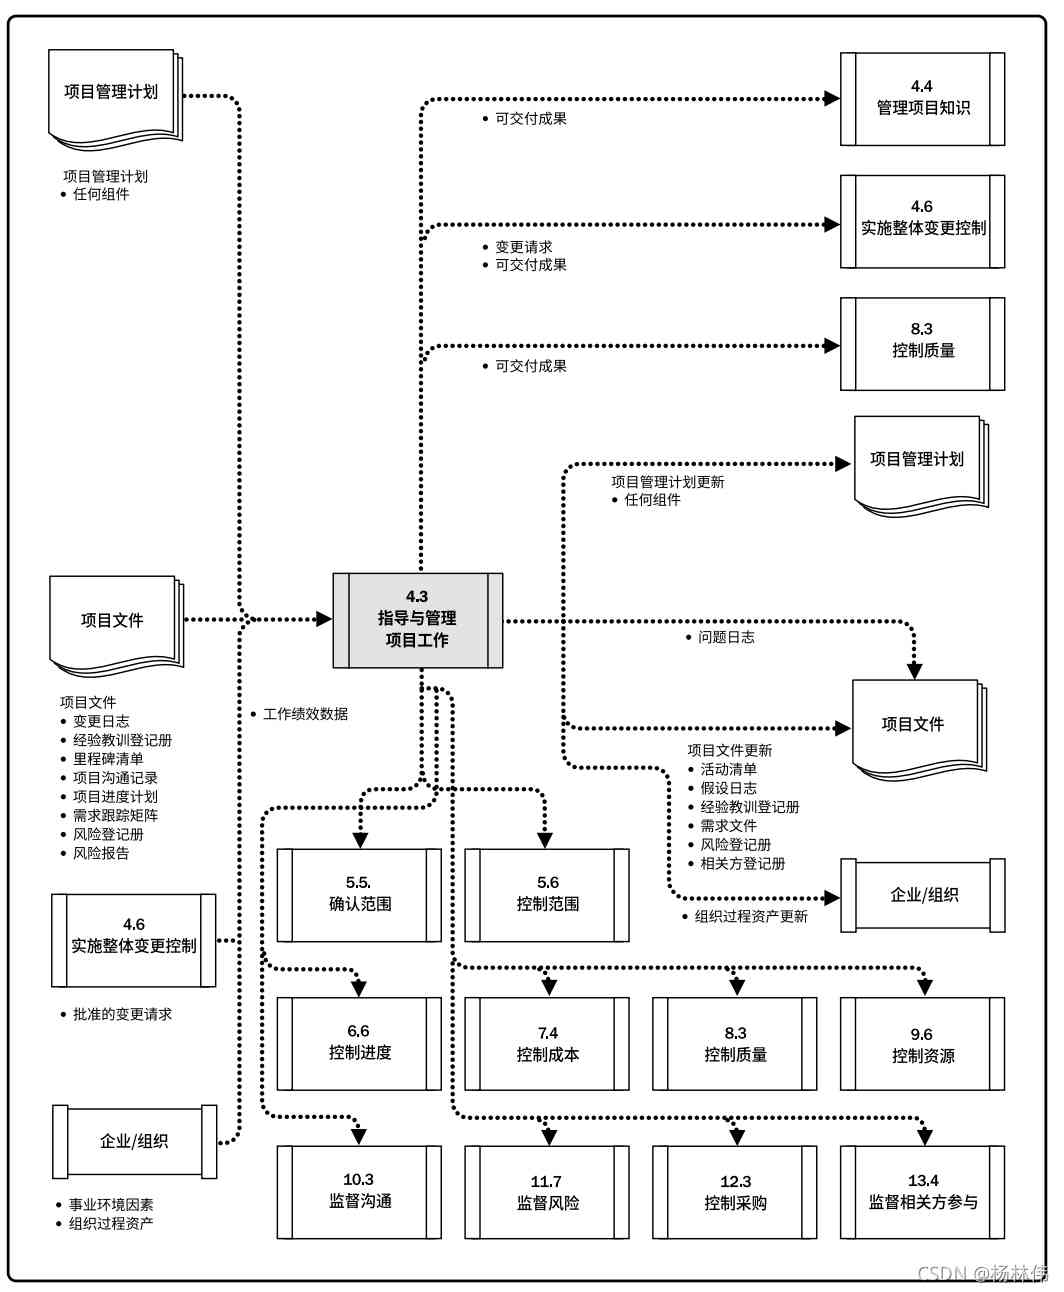 项目管理计划
项目管理计划
• 任何组件
项目文件
项目文件
• 变更日志
• 经验教训登记册
• 里程碑清单
• 项目沟通记录
• 项目进度计划
• 需求跟踪矩阵
• 风险登记册
• 风险报告
4.6
实施整体变更控制
• 批准的变更请求
企业/组织
• 事业环境因素
• 组织过程资产
4.3
指导与管理
项目工作
• 可交付成果
4.4
管理项目知识
• 变更请求
• 可交付成果
4.6
实施整体变更控制
• 可交付成果
8.3
控制质量
项目管理计划更新
• 任何组件
项目管理计划
• 问题日志
项目文件
项目文件更新
• 活动清单
• 假设日志
• 经验教训登记册
• 需求文件
• 风险登记册
• 相关方登记册
• 组织过程资产更新
企业/组织
• 工作绩效数据
5.5.
确认范围
5.6
控制范围
6.6
控制进度
7.4
控制成本
8.3
控制质量
9.6
控制资源
10.3
监督沟通
11.7
监督风险
12.3
控制采购
13.4
监督相关方参与
CSDN @杨林伟